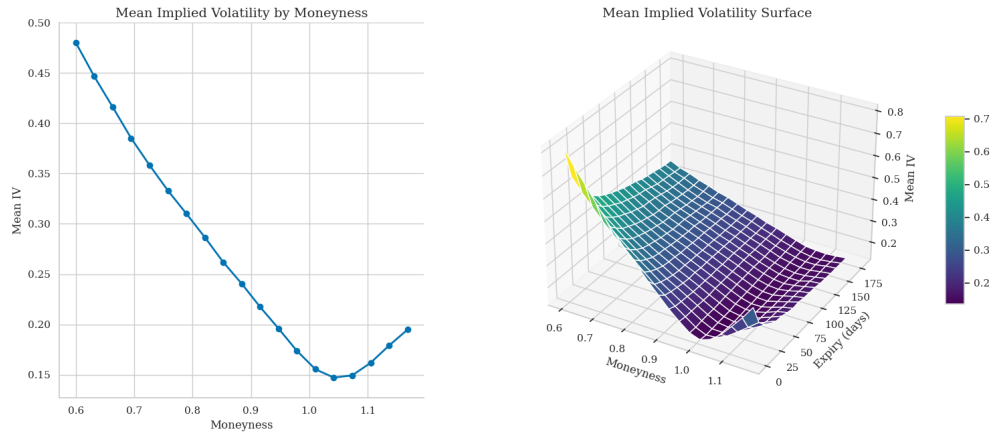 Mean Implied Volatility by Moneyness
0.50
0.45
0.40
0.35
0.30
0.25
0.20
0.15
Mean IV
0.6 0.7 0.8 0.9 1.0 1.1
Moneyness
Mean Implied Volatility Surface
0.8
0.7
0.6
0.5
0.4
0.3
0.2
Mean IV
0.6 0.7 0.8 0.9 1.0 1.1
Moneyness
0 25 50 75 100 125 150 175
Expiry (days)
0.7
0.6
0.5
0.4
0.3
0.2